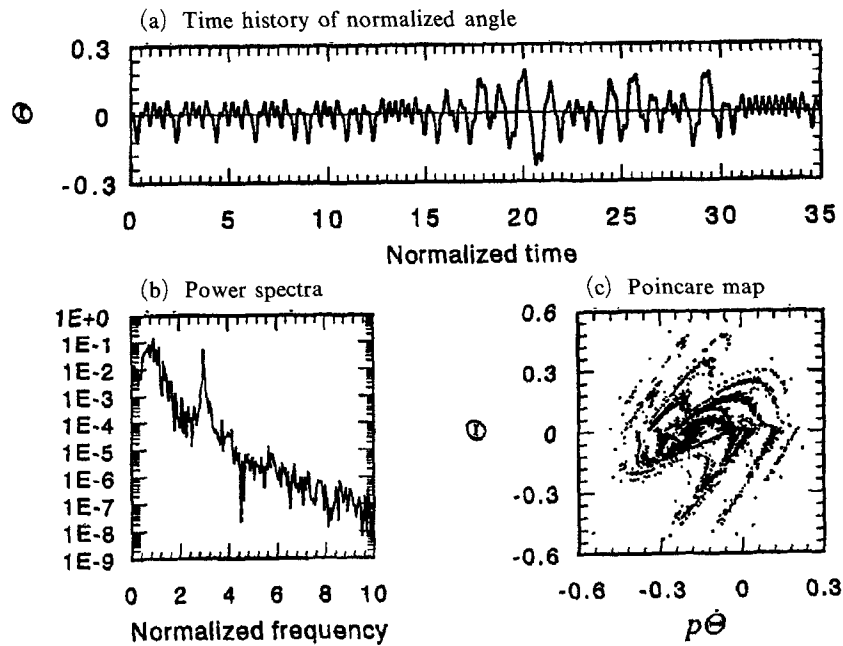 (a) Time history of normalized angle
0.3
Θ 0
-0.3
0 5 10 15 20 25 30 35
Normalized time
(b) Power spectra
1E+0
1E-1
1E-2
1E-3
1E-4
1E-5
1E-6
1E-7
1E-8
1E-9
0 2 4 6 8 10
Normalized frequency
(c) Poincare map
0.6
0.3
Θ 0
-0.3
-0.6
-0.6 -0.3 0 0.3
pΘ̇